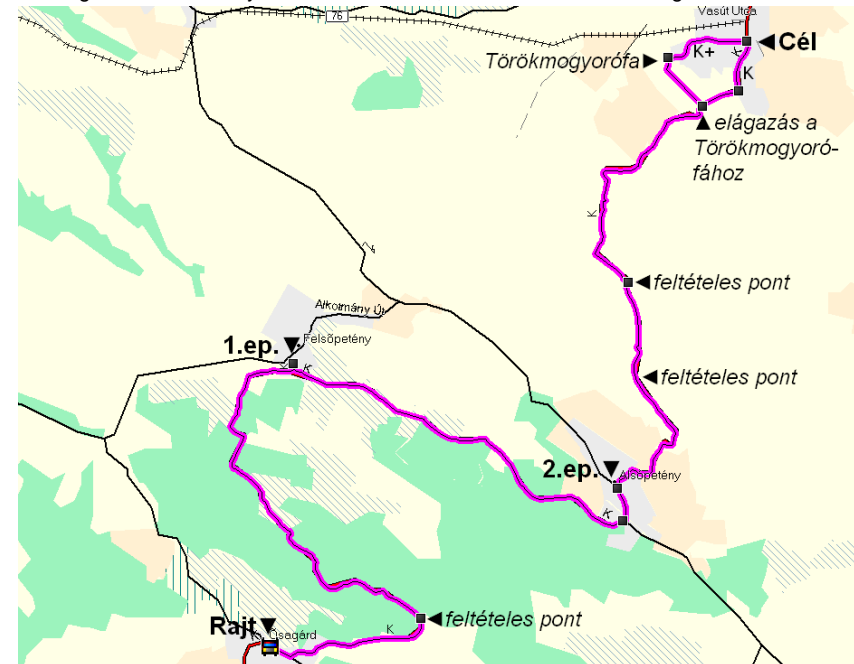 76
Vasút Utca
◄Cél
K+
K
Törökmogyorófa►
K
▲elágazás a
Törökmogyoró-
fához
K
◄feltételes pont
Alkotmány Ú.
1.ep.▼
Felsőpetény
K
◄feltételes pont
2.ep.▼
Alsópetény
K
◄feltételes pont
Rajt▼
Ősagárd
K